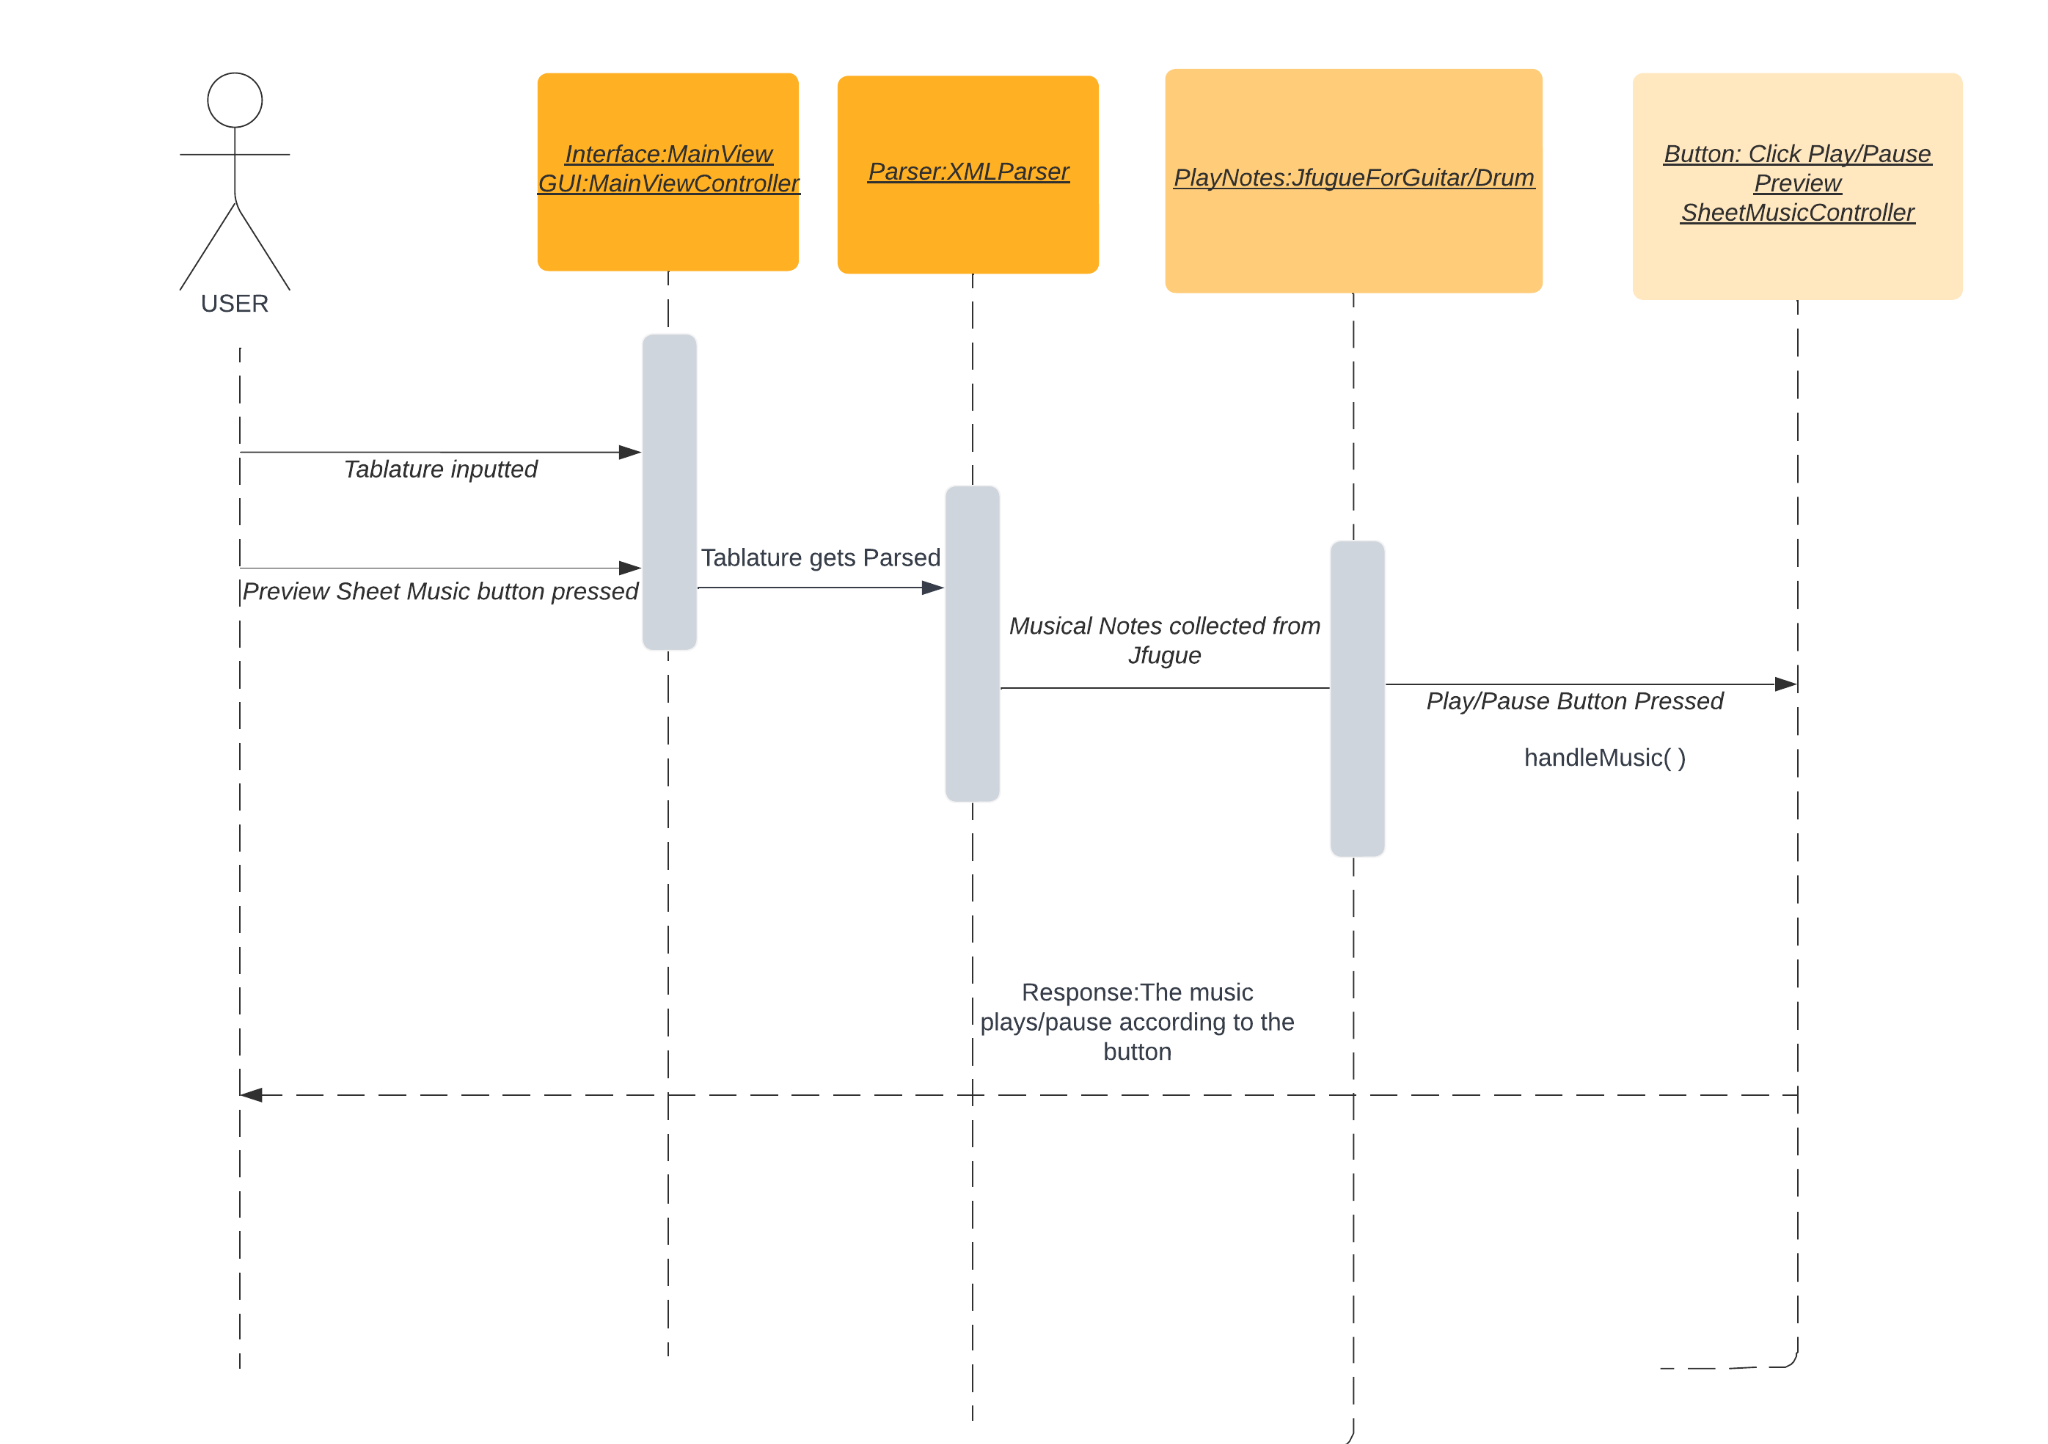 Interface:MainView
GUI:MainViewController
Parser:XMLParser
PlayNotes:JfugueForGuitar/Drum
Button: Click Play/Pause
Preview
SheetMusicController
USER
Tablature inputted
Preview Sheet Music button pressed
Tablature gets Parsed
Musical Notes collected from
Jfugue
Play/Pause Button Pressed
handleMusic( )
Response:The music
plays/pause according to the
button